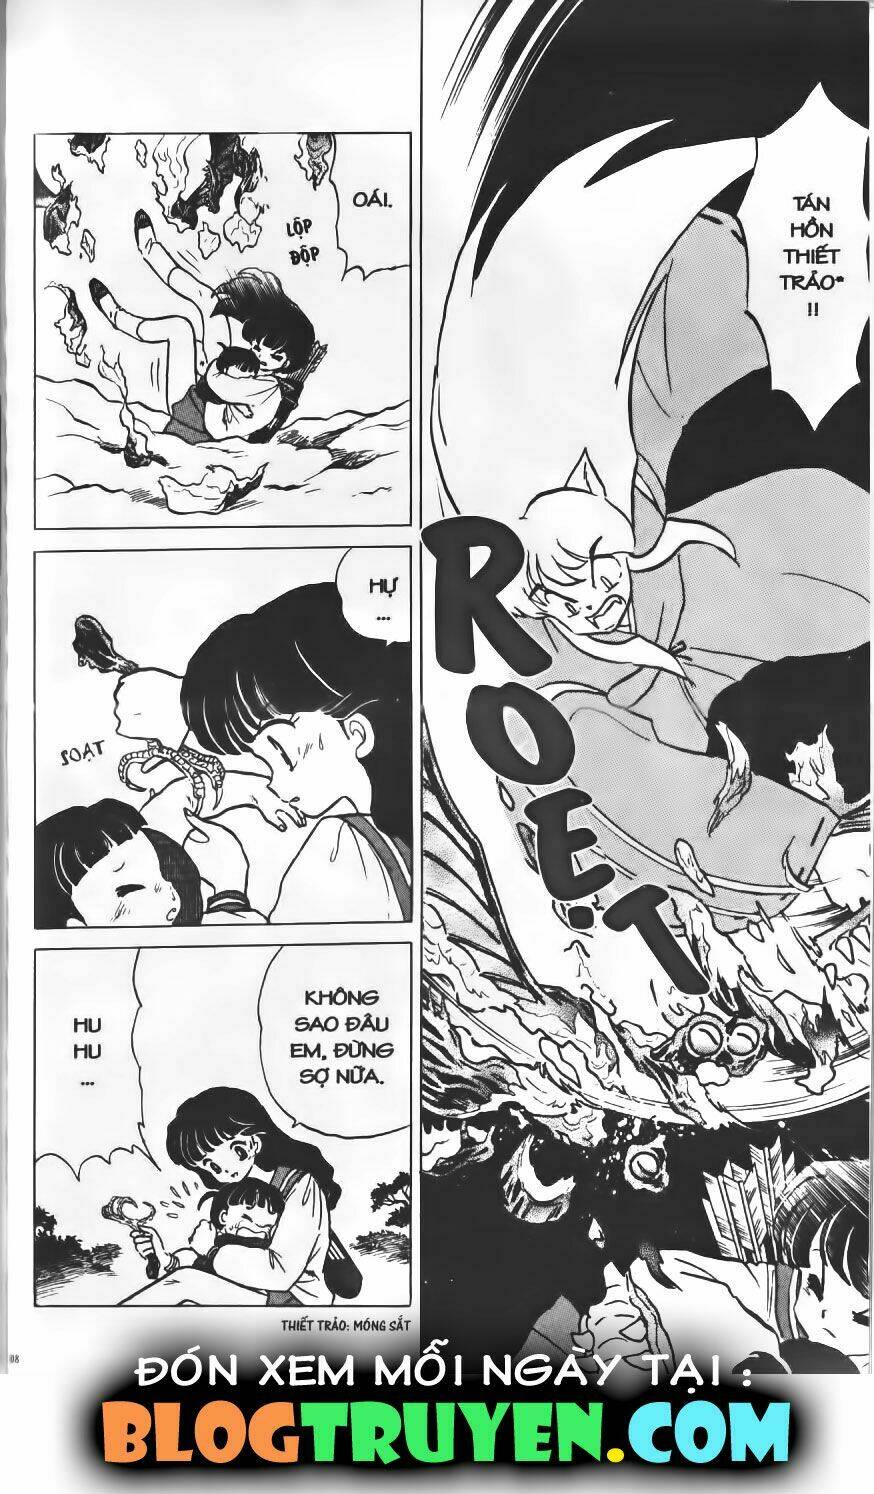 TÁN
HỒN
THIẾT
TRẢO*
!!
ROẸT
OÁI.
LỘP
ĐỘP
HỰ
...
SOẠT
KHÔNG
SAO ĐÂU
EM, ĐỪNG
SỢ NỮA.
HU
HU
...
THIẾT TRẢO: MÓNG SẮT
08
ĐÓN XEM MỖI NGÀY TẠI :
BLOGTRUYEN.COM